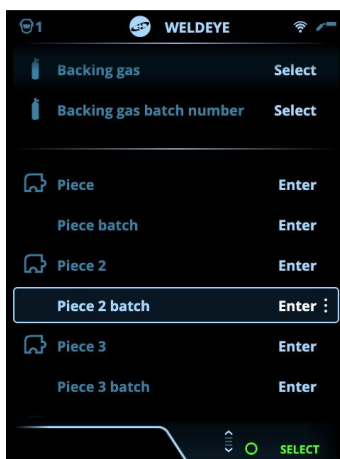 1 WELDEYE
Backing gas Select
Backing gas batch number Select
Piece Enter
Piece batch Enter
Piece 2 Enter
Piece 2 batch Enter
Piece 3 Enter
Piece 3 batch Enter
SELECT